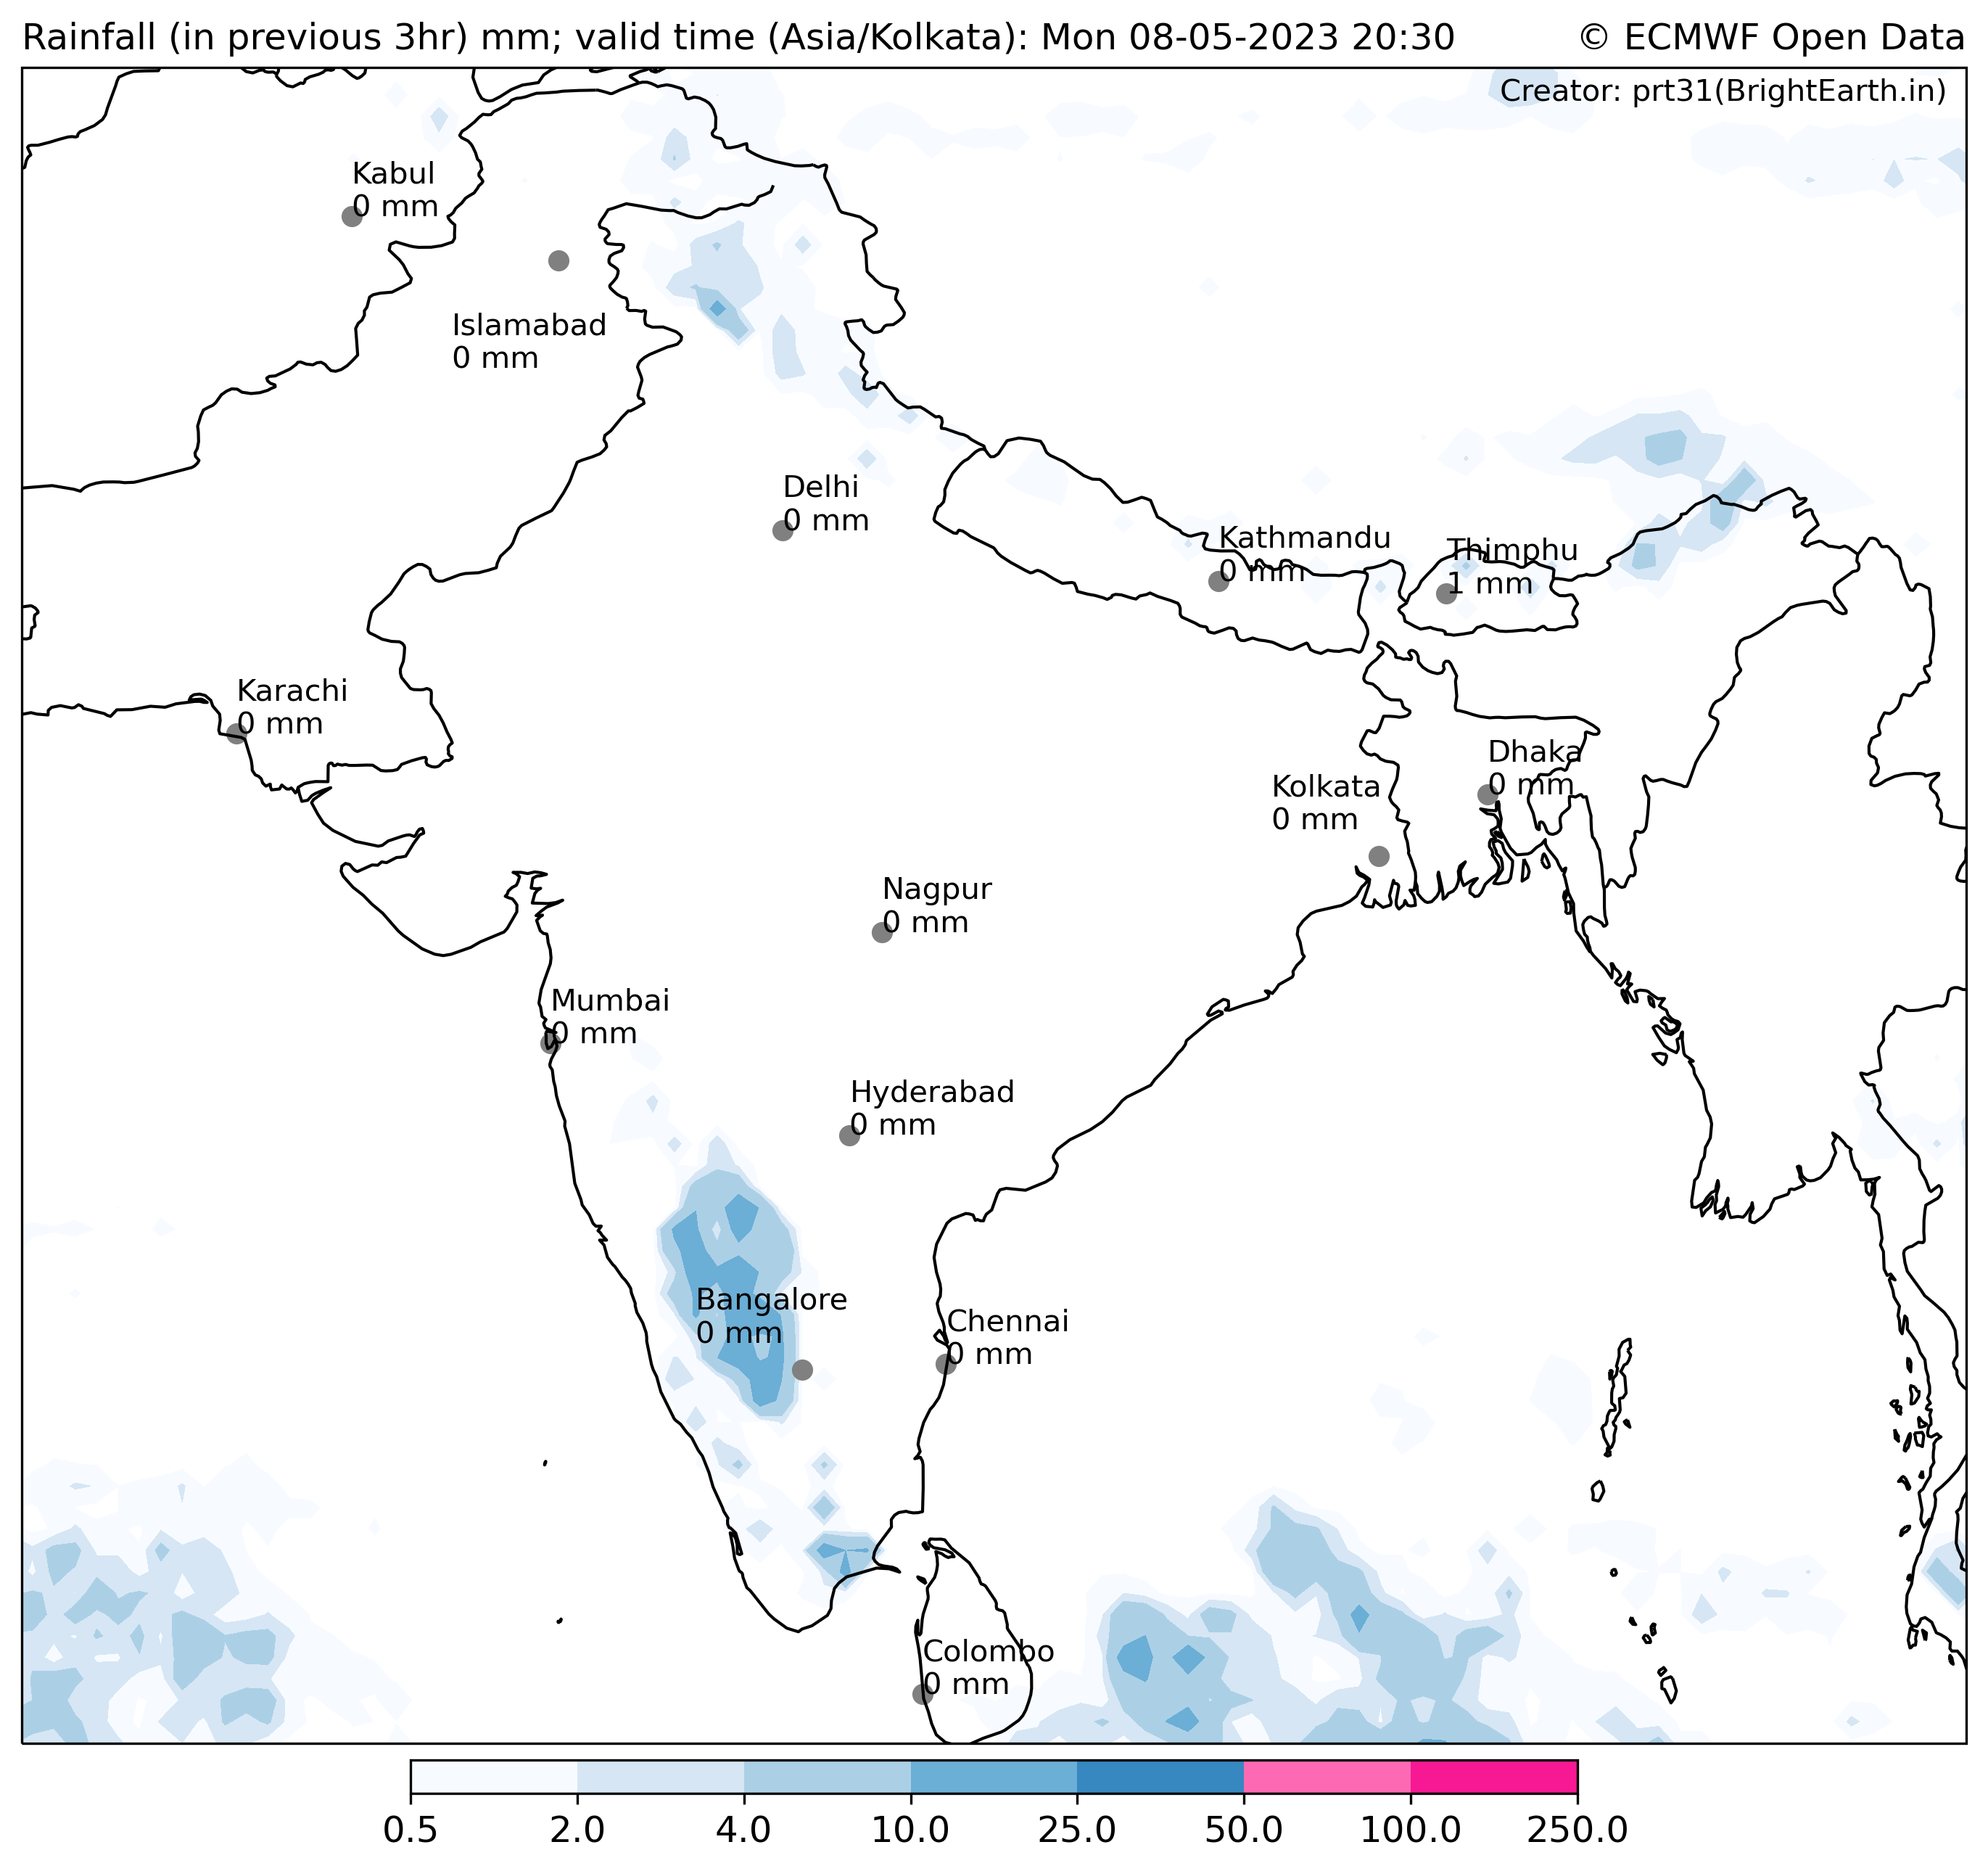 Rainfall (in previous 3hr) mm; valid time (Asia/Kolkata): Mon 08-05-2023 20:30 © ECMWF Open Data
Creator: prt31(BrightEarth.in)
Kabul
0 mm
Islamabad
0 mm
Delhi
0 mm
Kathmandu
0 mm
Thimphu
1 mm
Karachi
0 mm
Dhaka
0 mm
Kolkata
0 mm
Nagpur
0 mm
Mumbai
0 mm
Hyderabad
0 mm
Bangalore
0 mm
Chennai
0 mm
Colombo
0 mm
0.5 2.0 4.0 10.0 25.0 50.0 100.0 250.0